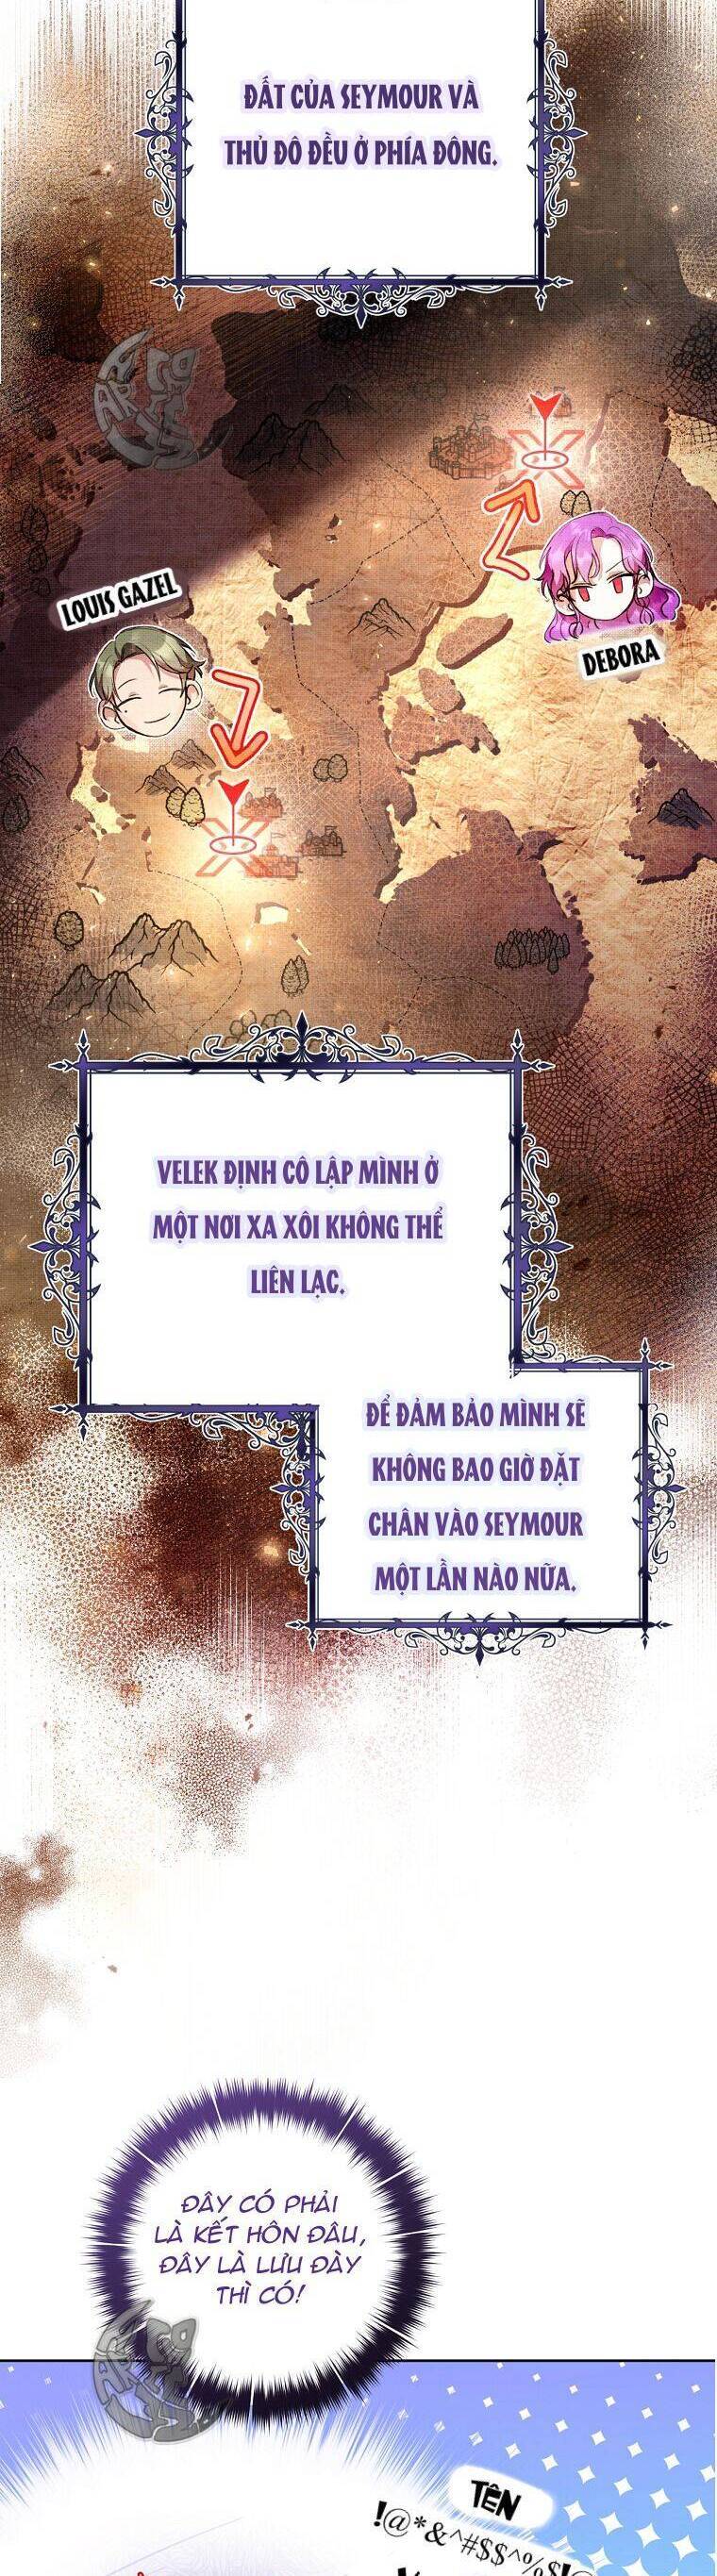 ĐẤT CỦA SEYMOUR VÀ
THỦ ĐÔ ĐỀU Ở PHÍA ĐÔNG.
LOUIS GAZEL
DEBORA
VELEK ĐỊNH CÔ LẬP MÌNH Ở
MỘT NƠI XA XÔI KHÔNG THỂ
LIÊN LẠC.
ĐỂ ĐẢM BẢO MÌNH SẼ
KHÔNG BAO GIỜ ĐẶT
CHÂN VÀO SEYMOUR
MỘT LẦN NÀO NỮA.
ĐÂY CÓ PHẢI
LÀ KẾT HÔN ĐÂU,
ĐÂY LÀ LƯU ĐÀY
THÌ CÓ!
TÊN
!@*&^#$$^%$!@